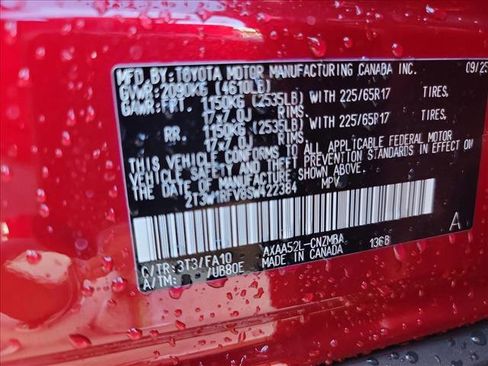 MFD.BY:TOYOTA MOTOR MANUFACTURING CANADA INC. 09/25
GVWR:2090KG (4610LB)
GAWR:FRT. 1150KG (2535LB) WITH 225/65R17 TIRES.
17x7.0J RIMS.
RR. 1150KG (2535LB) WITH 225/65R17 TIRES.
17x7.0J RIMS.
THIS VEHICLE CONFORMS TO ALL APPLICABLE FEDERAL MOTOR
VEHICLE SAFETY AND THEFT PREVENTION STANDARDS IN EFFECT ON
THE DATE OF MANUFACTURE SHOWN ABOVE.
MPV
C/TR:3T3/FA10 AXAA52L-CNZMBA A
A/TM: /UB80E MADE IN CANADA 136B